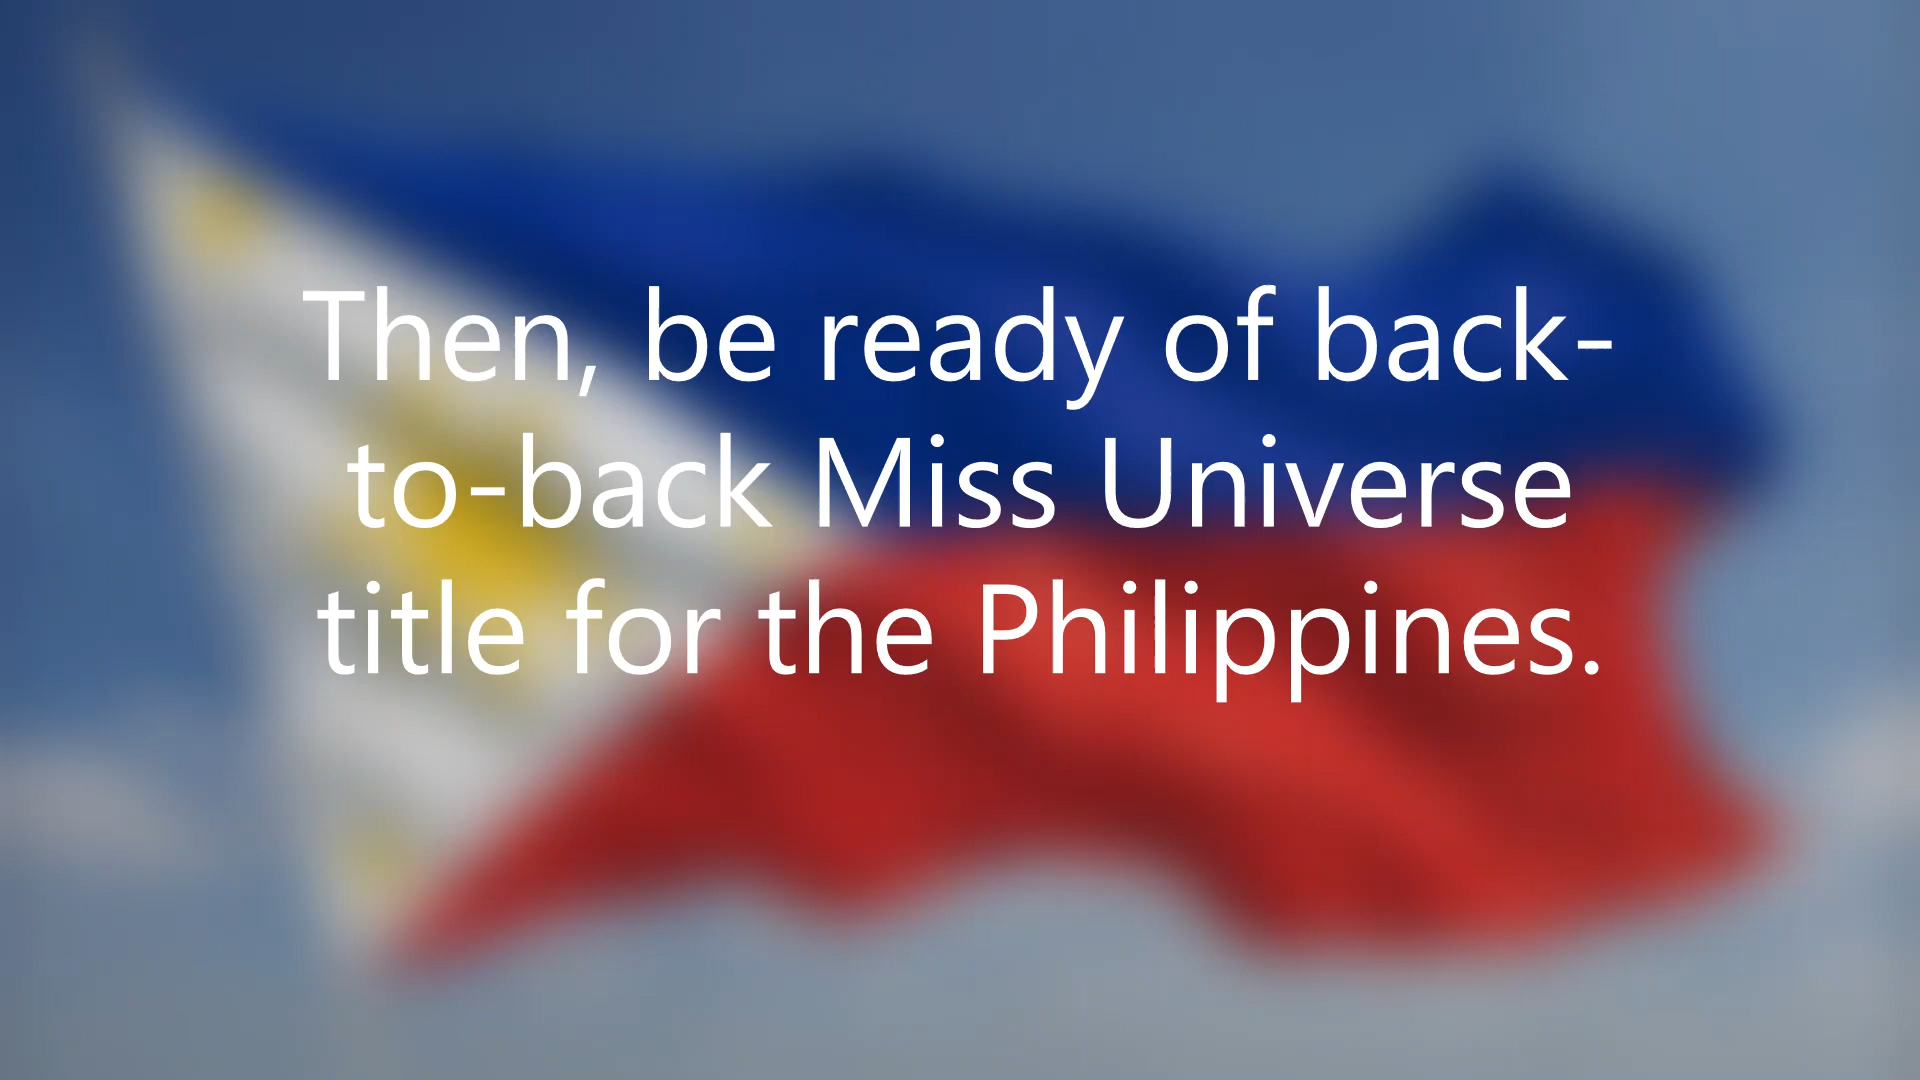 Then, be ready of back-
to-back Miss Universe
title for the Philippines.